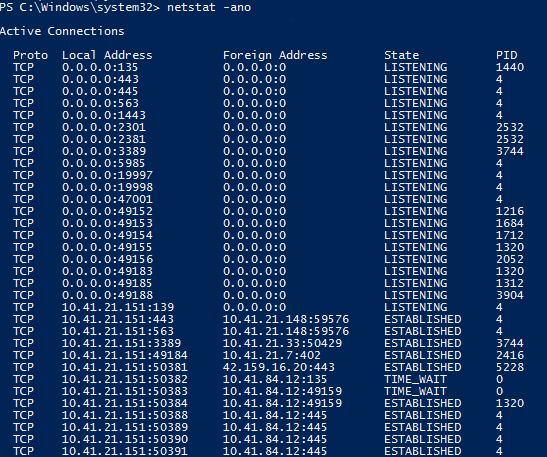 PS C:\Windows\system32> netstat -ano
Active Connections
Proto Local Address Foreign Address State PID
TCP 0.0.0.0:135 0.0.0.0:0 LISTENING 1440
TCP 0.0.0.0:443 0.0.0.0:0 LISTENING 4
TCP 0.0.0.0:445 0.0.0.0:0 LISTENING 4
TCP 0.0.0.0:563 0.0.0.0:0 LISTENING 4
TCP 0.0.0.0:1443 0.0.0.0:0 LISTENING 4
TCP 0.0.0.0:2301 0.0.0.0:0 LISTENING 2532
TCP 0.0.0.0:2381 0.0.0.0:0 LISTENING 2532
TCP 0.0.0.0:3389 0.0.0.0:0 LISTENING 3744
TCP 0.0.0.0:5985 0.0.0.0:0 LISTENING 4
TCP 0.0.0.0:19997 0.0.0.0:0 LISTENING 4
TCP 0.0.0.0:19998 0.0.0.0:0 LISTENING 4
TCP 0.0.0.0:47001 0.0.0.0:0 LISTENING 4
TCP 0.0.0.0:49152 0.0.0.0:0 LISTENING 1216
TCP 0.0.0.0:49153 0.0.0.0:0 LISTENING 1684
TCP 0.0.0.0:49154 0.0.0.0:0 LISTENING 1712
TCP 0.0.0.0:49155 0.0.0.0:0 LISTENING 1320
TCP 0.0.0.0:49156 0.0.0.0:0 LISTENING 2052
TCP 0.0.0.0:49183 0.0.0.0:0 LISTENING 1320
TCP 0.0.0.0:49185 0.0.0.0:0 LISTENING 1312
TCP 0.0.0.0:49188 0.0.0.0:0 LISTENING 3904
TCP 10.41.21.151:139 0.0.0.0:0 LISTENING 4
TCP 10.41.21.151:443 10.41.21.148:59576 ESTABLISHED 4
TCP 10.41.21.151:563 10.41.21.148:59576 ESTABLISHED 4
TCP 10.41.21.151:3389 10.41.21.33:50429 ESTABLISHED 3744
TCP 10.41.21.151:49184 10.41.21.7:402 ESTABLISHED 2416
TCP 10.41.21.151:50381 42.159.16.20:443 ESTABLISHED 5228
TCP 10.41.21.151:50382 10.41.84.12:135 TIME_WAIT 0
TCP 10.41.21.151:50383 10.41.84.12:49159 TIME_WAIT 0
TCP 10.41.21.151:50384 10.41.84.12:49159 ESTABLISHED 1320
TCP 10.41.21.151:50388 10.41.84.12:445 ESTABLISHED 4
TCP 10.41.21.151:50389 10.41.84.12:445 ESTABLISHED 4
TCP 10.41.21.151:50390 10.41.84.12:445 ESTABLISHED 4
TCP 10.41.21.151:50391 10.41.84.12:445 ESTABLISHED 4